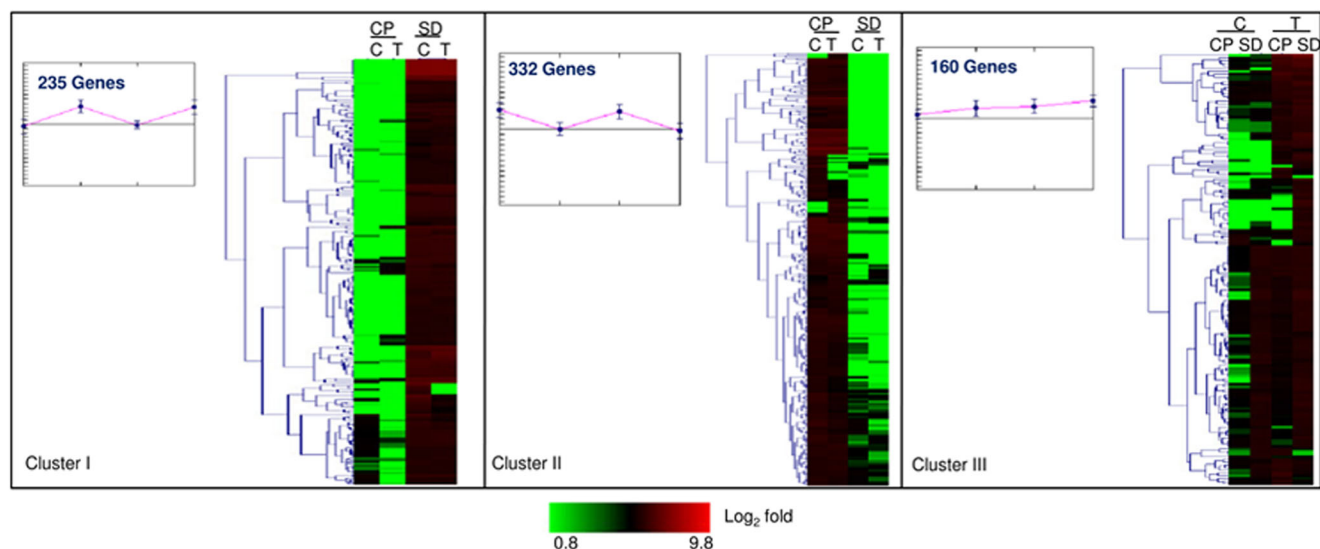 CP SD
C T C T
235 Genes
Cluster I
CP SD
C T C T
332 Genes
Cluster II
C T
CP SD CP SD
160 Genes
Cluster III
Log₂ fold
0.8 9.8